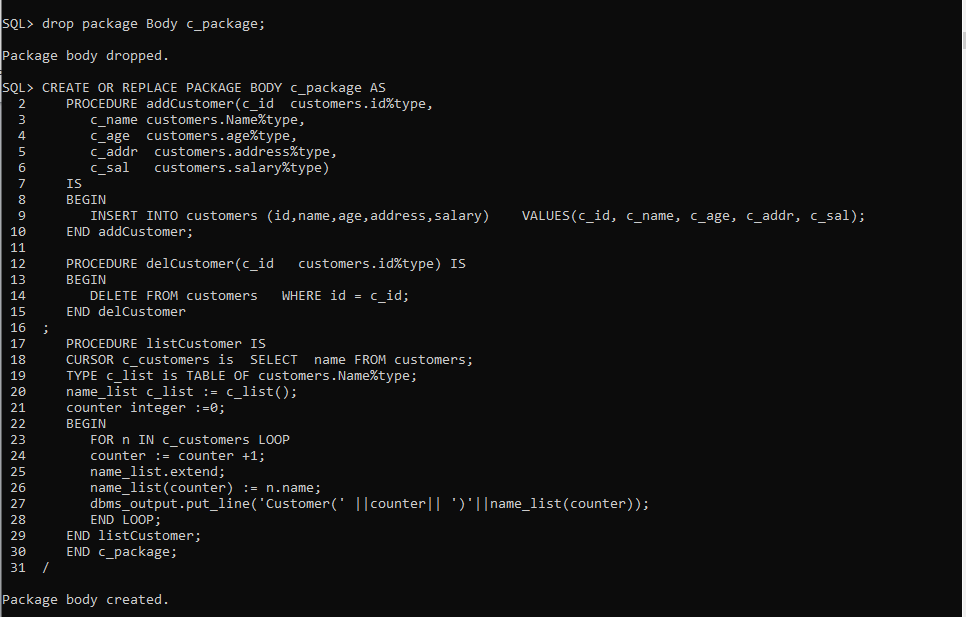 SQL> drop package Body c_package;
Package body dropped.
SQL> CREATE OR REPLACE PACKAGE BODY c_package AS
  2     PROCEDURE addCustomer(c_id  customers.id%type,
  3        c_name customers.Name%type,
  4        c_age  customers.age%type,
  5        c_addr  customers.address%type,
  6        c_sal   customers.salary%type)
  7     IS
  8     BEGIN
  9        INSERT INTO customers (id,name,age,address,salary)    VALUES(c_id, c_name, c_age, c_addr, c_sal);
 10     END addCustomer;
 11
 12     PROCEDURE delCustomer(c_id   customers.id%type) IS
 13     BEGIN
 14        DELETE FROM customers   WHERE id = c_id;
 15     END delCustomer
 16  ;
 17     PROCEDURE listCustomer IS
 18     CURSOR c_customers is  SELECT  name FROM customers;
 19     TYPE c_list is TABLE OF customers.Name%type;
 20     name_list c_list := c_list();
 21     counter integer :=0;
 22     BEGIN
 23        FOR n IN c_customers LOOP
 24        counter := counter +1;
 25        name_list.extend;
 26        name_list(counter) := n.name;
 27        dbms_output.put_line('Customer(' ||counter|| ')'||name_list(counter));
 28        END LOOP;
 29     END listCustomer;
 30     END c_package;
 31  /
Package body created.